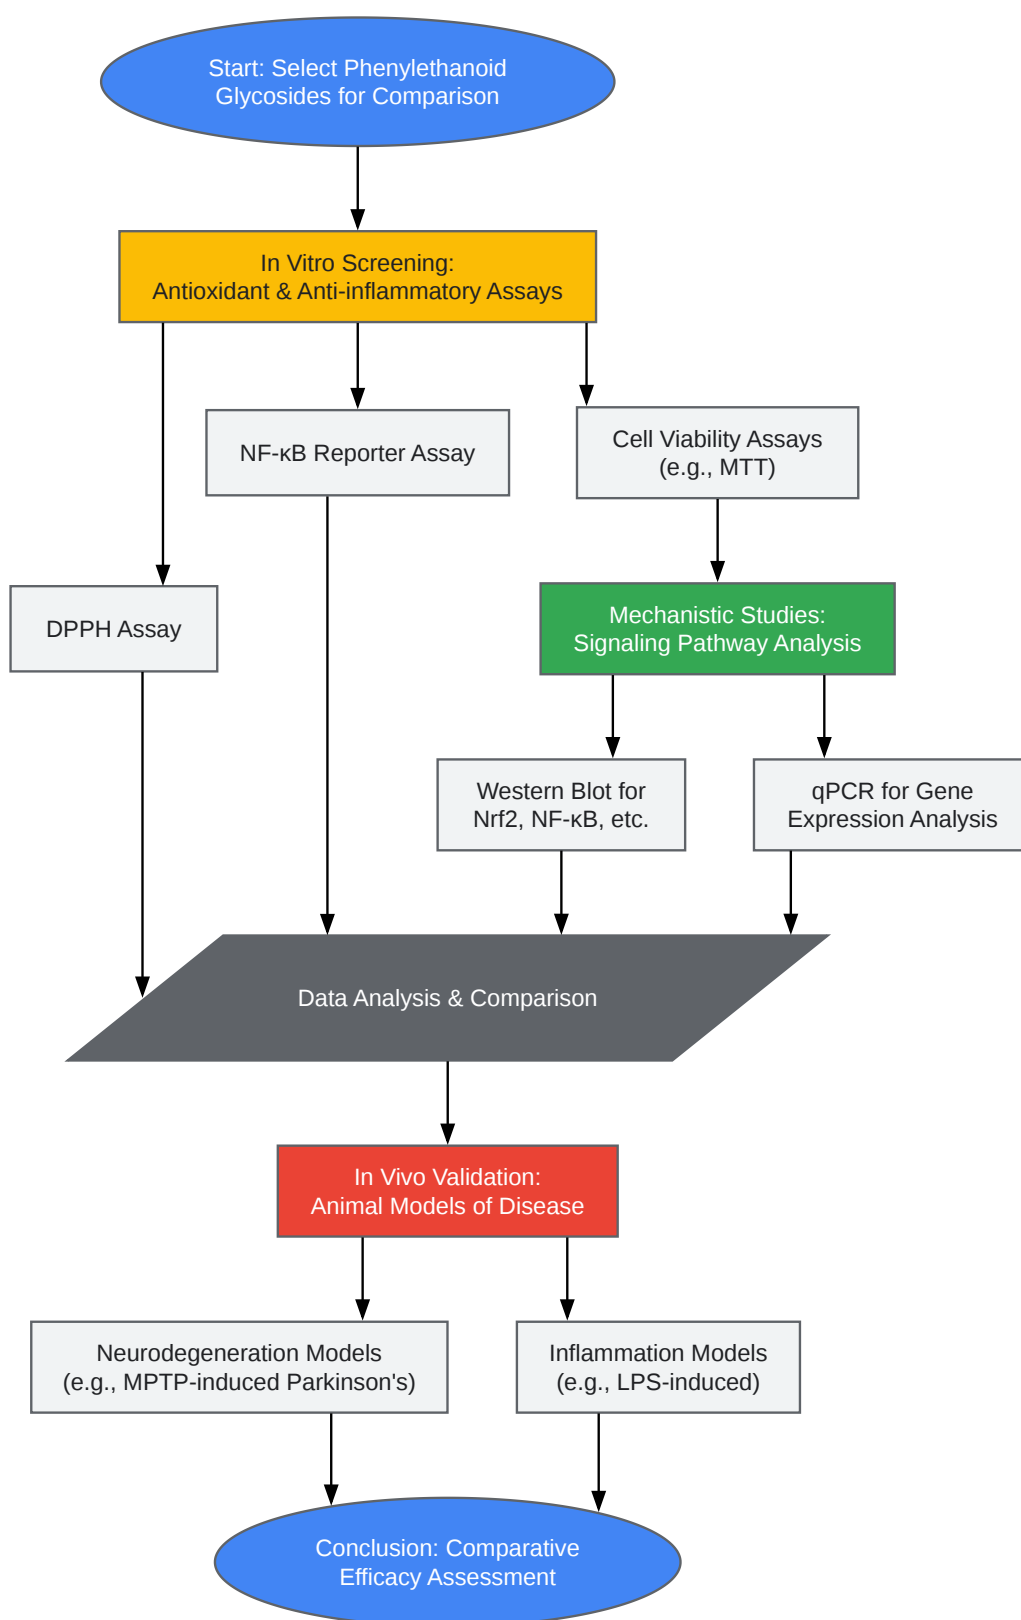 Start: Select Phenylethanoid
Glycosides for Comparison
In Vitro Screening:
Antioxidant & Anti-inflammatory Assays
NF-κB Reporter Assay
Cell Viability Assays
(e.g., MTT)
DPPH Assay
Mechanistic Studies:
Signaling Pathway Analysis
Western Blot for
Nrf2, NF-κB, etc.
qPCR for Gene
Expression Analysis
Data Analysis & Comparison
In Vivo Validation:
Animal Models of Disease
Neurodegeneration Models
(e.g., MPTP-induced Parkinson's)
Inflammation Models
(e.g., LPS-induced)
Conclusion: Comparative
Efficacy Assessment